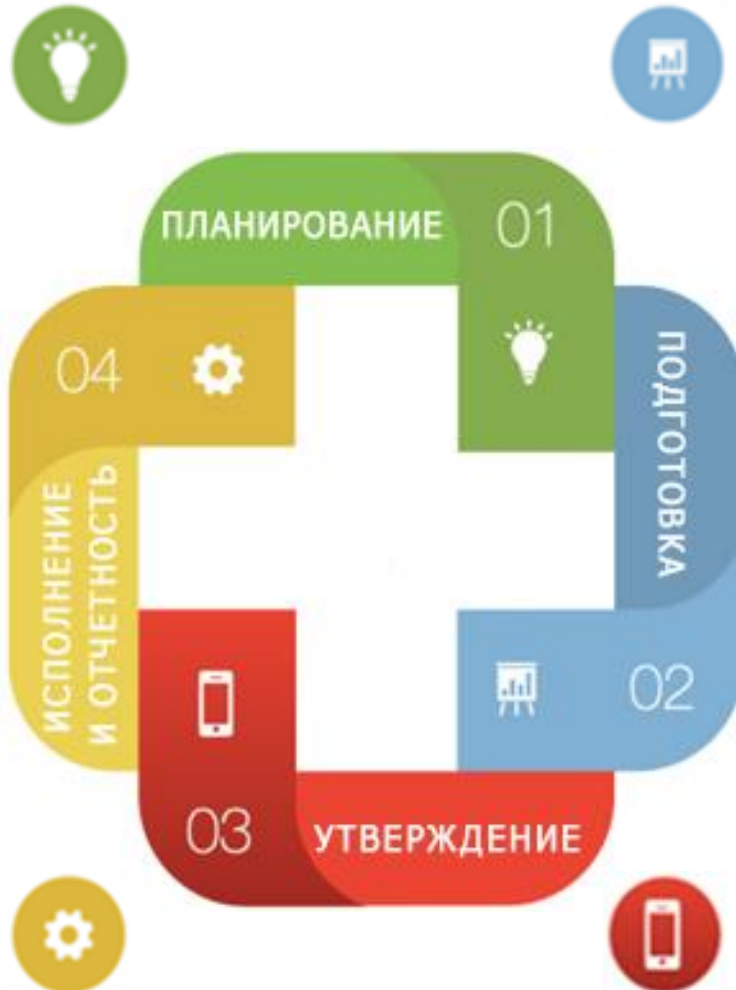 ПЛАНИРОВАНИЕ
01
ПОДГОТОВКА
02
УТВЕРЖДЕНИЕ
03
ИСПОЛНЕНИЕ
И ОТЧЕТНОСТЬ
04